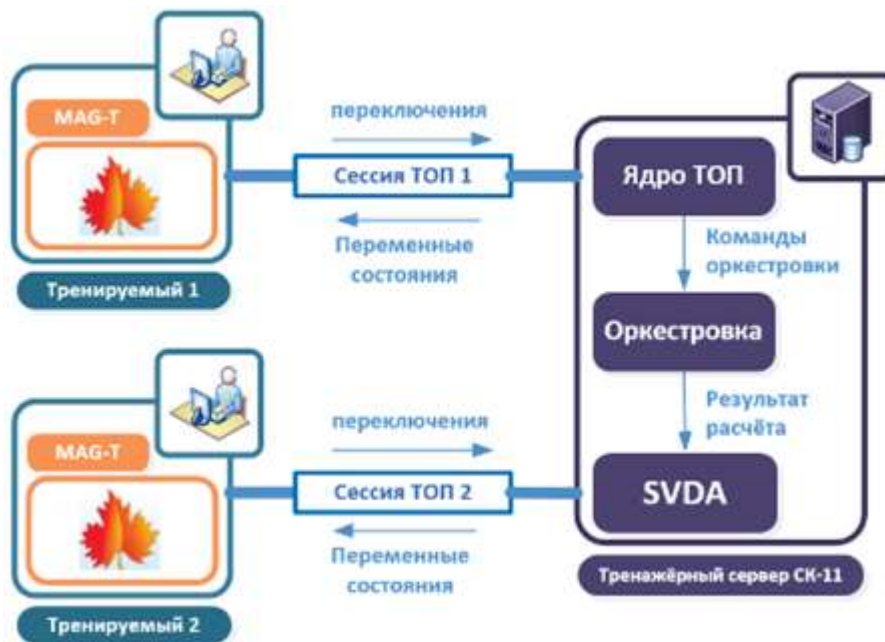 MAG-T
Тренируемый 1
переключения
Сессия ТОП 1
Переменные
состояния
MAG-T
Тренируемый 2
переключения
Сессия ТОП 2
Переменные
состояния
Ядро ТОП
Команды
оркестровки
Оркестровка
Результат
расчёта
SVDA
Тренажёрный сервер СК-11